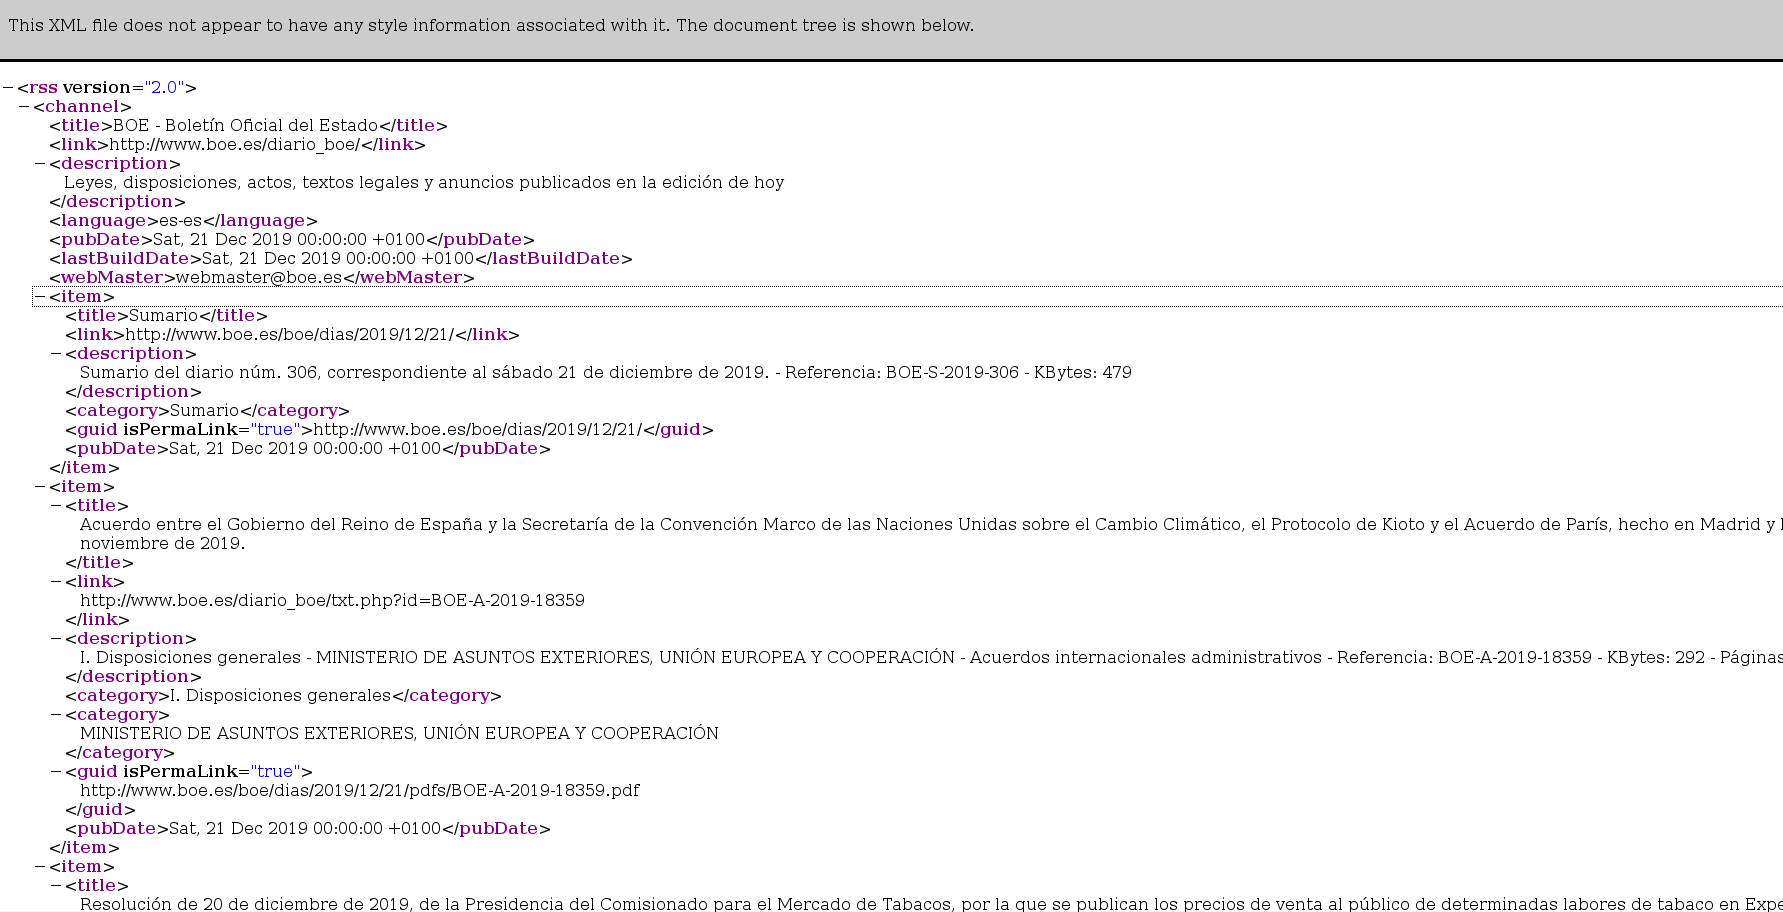 This XML file does not appear to have any style information associated with it. The document tree is shown below.
−<rss version="2.0">
−<channel>
<title>BOE - Boletín Oficial del Estado</title>
<link>http://www.boe.es/diario_boe/</link>
−<description>
Leyes, disposiciones, actos, textos legales y anuncios publicados en la edición de hoy
</description>
<language>es-es</language>
<pubDate>Sat, 21 Dec 2019 00:00:00 +0100</pubDate>
<lastBuildDate>Sat, 21 Dec 2019 00:00:00 +0100</lastBuildDate>
<webMaster>webmaster@boe.es</webMaster>
−<item>
<title>Sumario</title>
<link>http://www.boe.es/boe/dias/2019/12/21/</link>
−<description>
Sumario del diario núm. 306, correspondiente al sábado 21 de diciembre de 2019. - Referencia: BOE-S-2019-306 - KBytes: 479
</description>
<category>Sumario</category>
<guid isPermaLink="true">http://www.boe.es/boe/dias/2019/12/21/</guid>
<pubDate>Sat, 21 Dec 2019 00:00:00 +0100</pubDate>
</item>
−<item>
−<title>
Acuerdo entre el Gobierno del Reino de España y la Secretaría de la Convención Marco de las Naciones Unidas sobre el Cambio Climático, el Protocolo de Kioto y el Acuerdo de París, hecho en Madrid y
noviembre de 2019.
</title>
−<link>
http://www.boe.es/diario_boe/txt.php?id=BOE-A-2019-18359
</link>
−<description>
I. Disposiciones generales - MINISTERIO DE ASUNTOS EXTERIORES, UNIÓN EUROPEA Y COOPERACIÓN - Acuerdos internacionales administrativos - Referencia: BOE-A-2019-18359 - KBytes: 292 - Páginas
</description>
<category>I. Disposiciones generales</category>
−<category>
MINISTERIO DE ASUNTOS EXTERIORES, UNIÓN EUROPEA Y COOPERACIÓN
</category>
−<guid isPermaLink="true">
http://www.boe.es/boe/dias/2019/12/21/pdfs/BOE-A-2019-18359.pdf
</guid>
<pubDate>Sat, 21 Dec 2019 00:00:00 +0100</pubDate>
</item>
−<item>
−<title>
Resolución de 20 de diciembre de 2019, de la Presidencia del Comisionado para el Mercado de Tabacos, por la que se publican los precios de venta al público de determinadas labores de tabaco en Expe